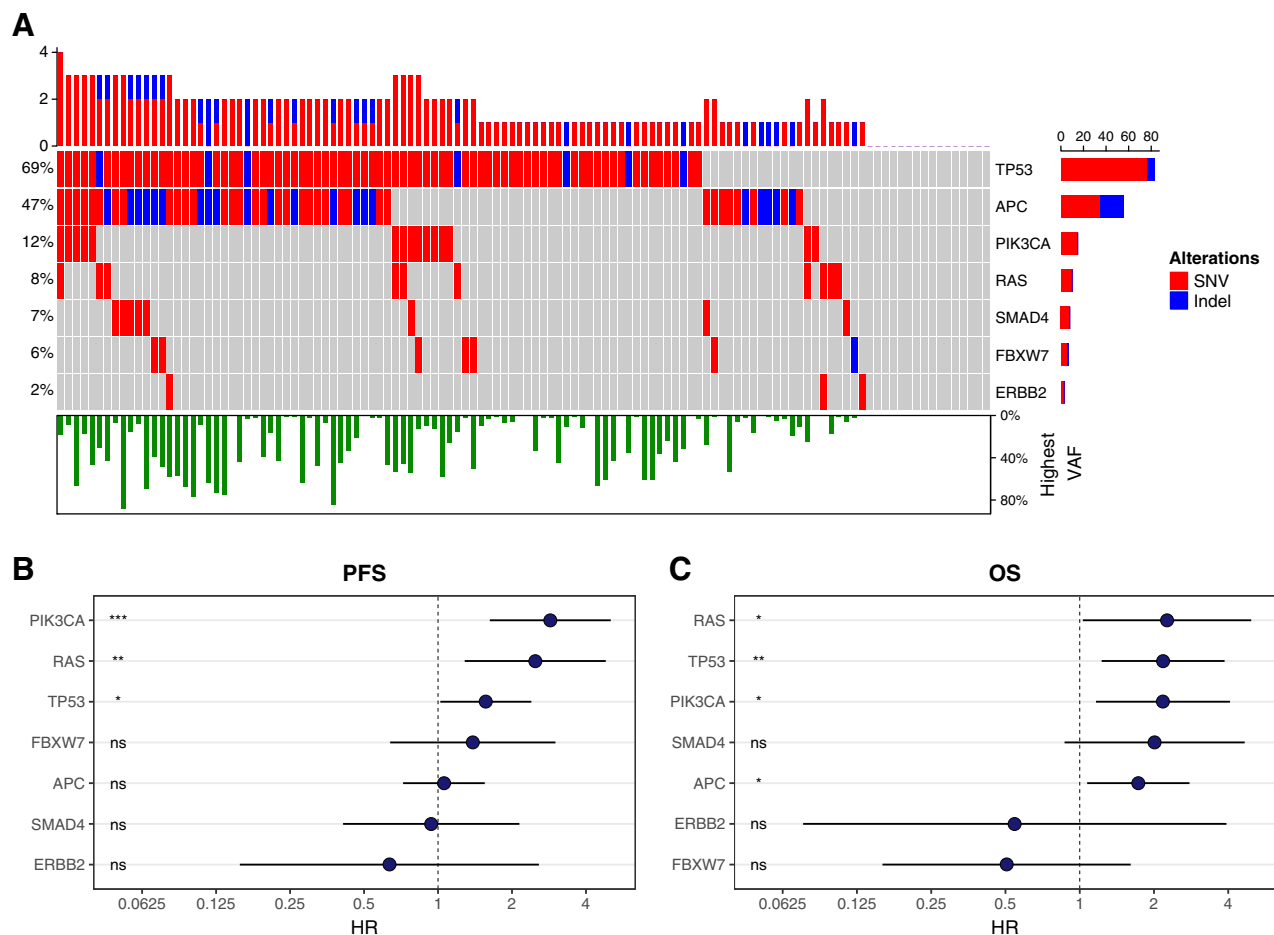 A
4
2
0
0 20 40 60 80
69% TP53
47% APC
12% PIK3CA
8% RAS
7% SMAD4
6% FBXW7
2% ERBB2
Alterations
SNV
Indel
0%
40%
80%
Highest
VAF
B
PFS
PIK3CA ***
RAS **
TP53 *
FBXW7 ns
APC ns
SMAD4 ns
ERBB2 ns
0.0625 0.125 0.25 0.5 1 2 4
HR
C
OS
RAS *
TP53 **
PIK3CA *
SMAD4 ns
APC *
ERBB2 ns
FBXW7 ns
0.0625 0.125 0.25 0.5 1 2 4
HR